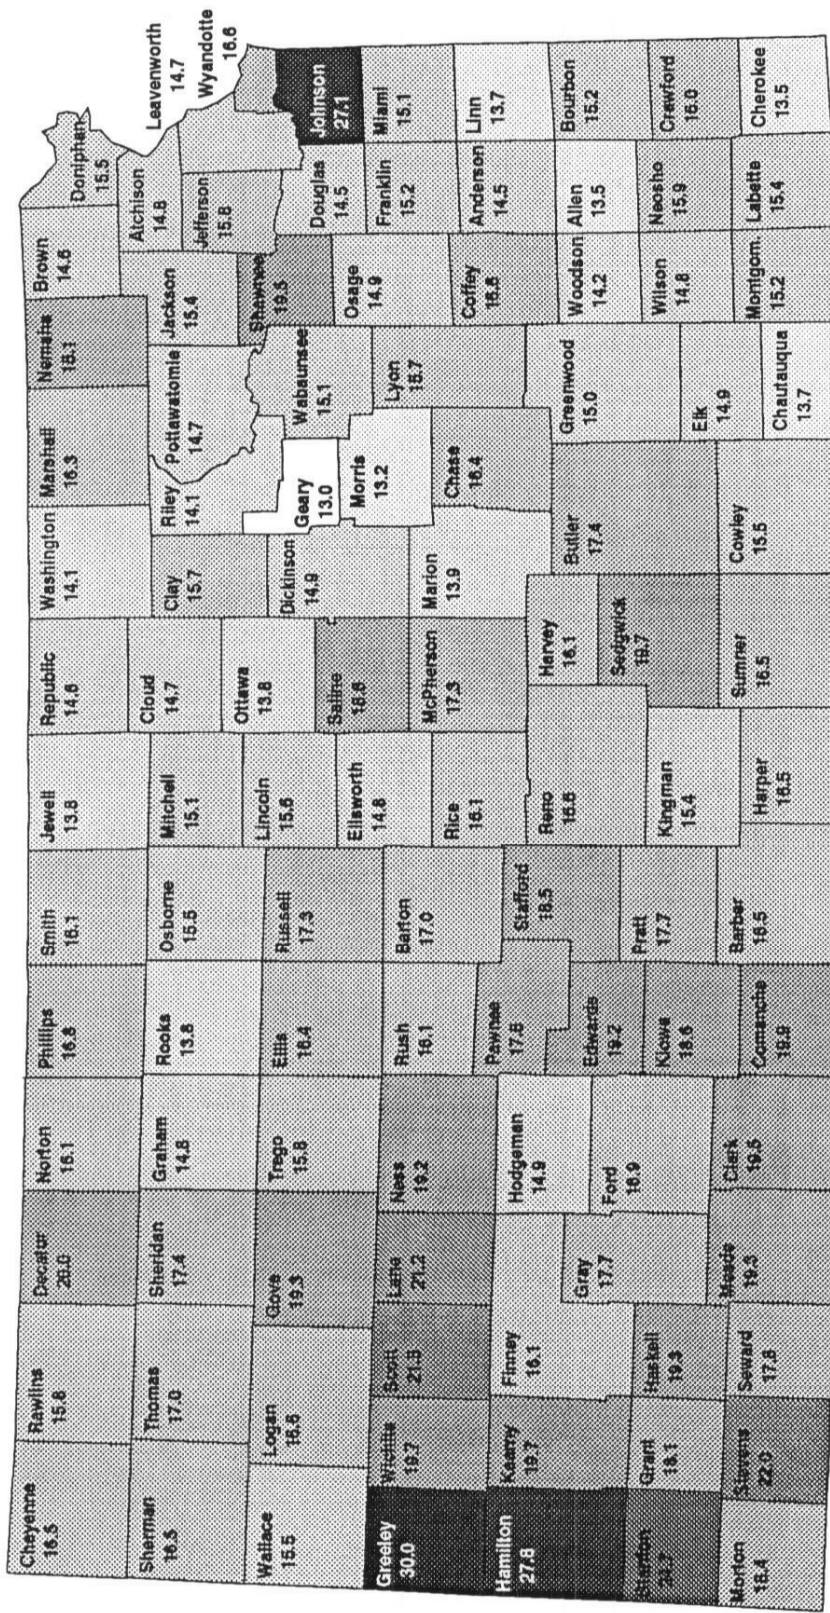 Cheyenne
16.5
Rawlins
15.8
Decatur
20.0
Norton
16.1
Phillips
16.8
Smith
16.1
Jewell
13.8
Republic
14.6
Washington
14.1
Marshall
16.3
Nemaha
Brown
14.6
Doniphan
15.5
Sherman
16.5
Thomas
17.0
Sheridan
17.4
Graham
14.8
Rooks
13.8
Osborne
15.5
Mitchell
15.1
Cloud
14.7
Clay
15.7
Riley
14.1
Pottawatomie
14.7
Jackson
15.4
Atchison
14.8
Jefferson
15.8
Leavenworth
14.7
Wyandotte
16.6
Wallace
15.5
Logan
16.6
Gove
19.3
Trego
15.8
Ellis
16.4
Russell
17.3
Lincoln
15.6
Ottawa
13.8
Saline
18.6
Dickinson
14.9
Geary
13.0
Morris
13.2
Wabaunsee
15.1
Shawnee
19.5
Osage
14.9
Douglas
14.5
Johnson
27.1
Greeley
30.0
Wichita
19.7
Scott
Lane
21.2
Ness
19.2
Rush
16.1
Barton
17.0
Ellsworth
14.8
Rice
16.1
McPherson
17.3
Marion
13.9
Chase
16.4
Lyon
Coffey
16.6
Franklin
15.2
Miami
15.1
Anderson
14.5
Linn
13.7
Hamilton
27.8
Kearny
19.7
Finney
16.1
Gray
17.7
Hodgeman
14.9
Ford
16.9
Pawnee
17.6
Edwards
19.2
Stafford
18.5
Reno
16.6
Harvey
16.1
Sedgwick
19.7
Butler
17.4
Greenwood
15.0
Woodson
14.2
Allen
13.5
Bourbon
15.2
Stanton
Grant
18.1
Haskell
19.3
Kiowa
18.6
Pratt
17.7
Kingman
15.4
Elk
14.9
Wilson
14.8
Neosho
15.9
Crawford
16.0
Morton
18.4
Stevens
22.0
Seward
17.8
Meade
Clark
19.5
Comanche
19.9
Barber
16.5
Harper
16.5
Sumner
16.5
Cowley
15.5
Chautauqua
13.7
Montgom.
15.2
Labette
15.4
Cherokee
13.5